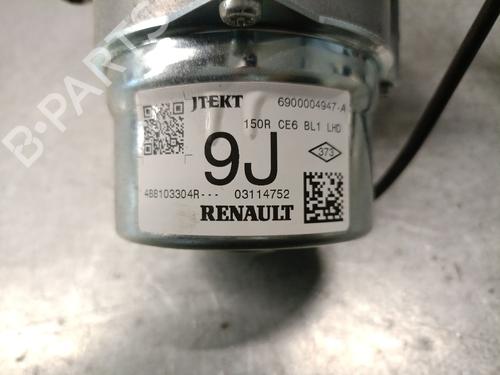 JTEKT 6900004947-A
150R CE6 BL1 LHD
9J
373
488103304R--- 03114752
RENAULT
B-PARTS